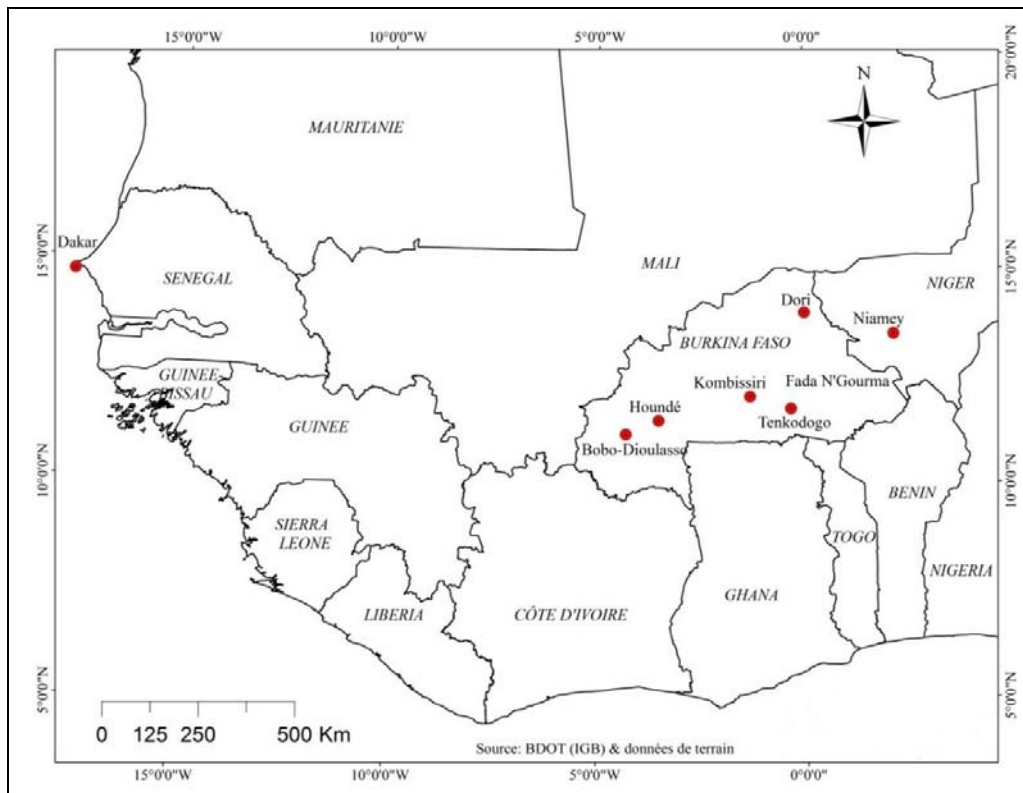 15°0'0"W
10°0'0"W
5°0'0"W
0°0'0"
20°0'0"N
N
MAURITANIE
15°0'0"N
Dakar
SENEGAL
MALI
15°0'0"N
NIGER
Dori
Niamey
BURKINA FASO
GUINEE
BISSAU
Kombissiri
Fada N'Gourma
Houndé
Tenkodogo
GUINEE
Bobo-Dioulasso
10°0'0"N
10°0'0"N
BENIN
SIERRA
LEONE
TOGO
NIGERIA
GHANA
LIBERIA
CÔTE D'IVOIRE
5°0'0"N
5°0'0"N
0 125 250 500 Km
Source: BDOT (IGB) & données de terrain
15°0'0"W
10°0'0"W
5°0'0"W
0°0'0"